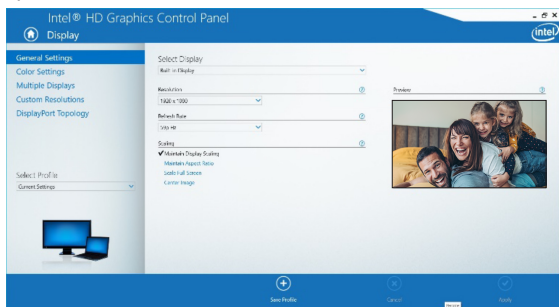 Intel® HD Graphics Control Panel
Display
intel
General Settings
Color Settings
Multiple Displays
Custom Resolutions
DisplayPort Topology
Select Profile
Current Settings
Select Display
Built-in Display
Resolution
1920 x 1080
Refresh Rate
Scaling
✔Maintain Display Scaling
Maintain Aspect Ratio
Scale Full Screen
Center Image
Preview
Save Profile
Cancel
Apply